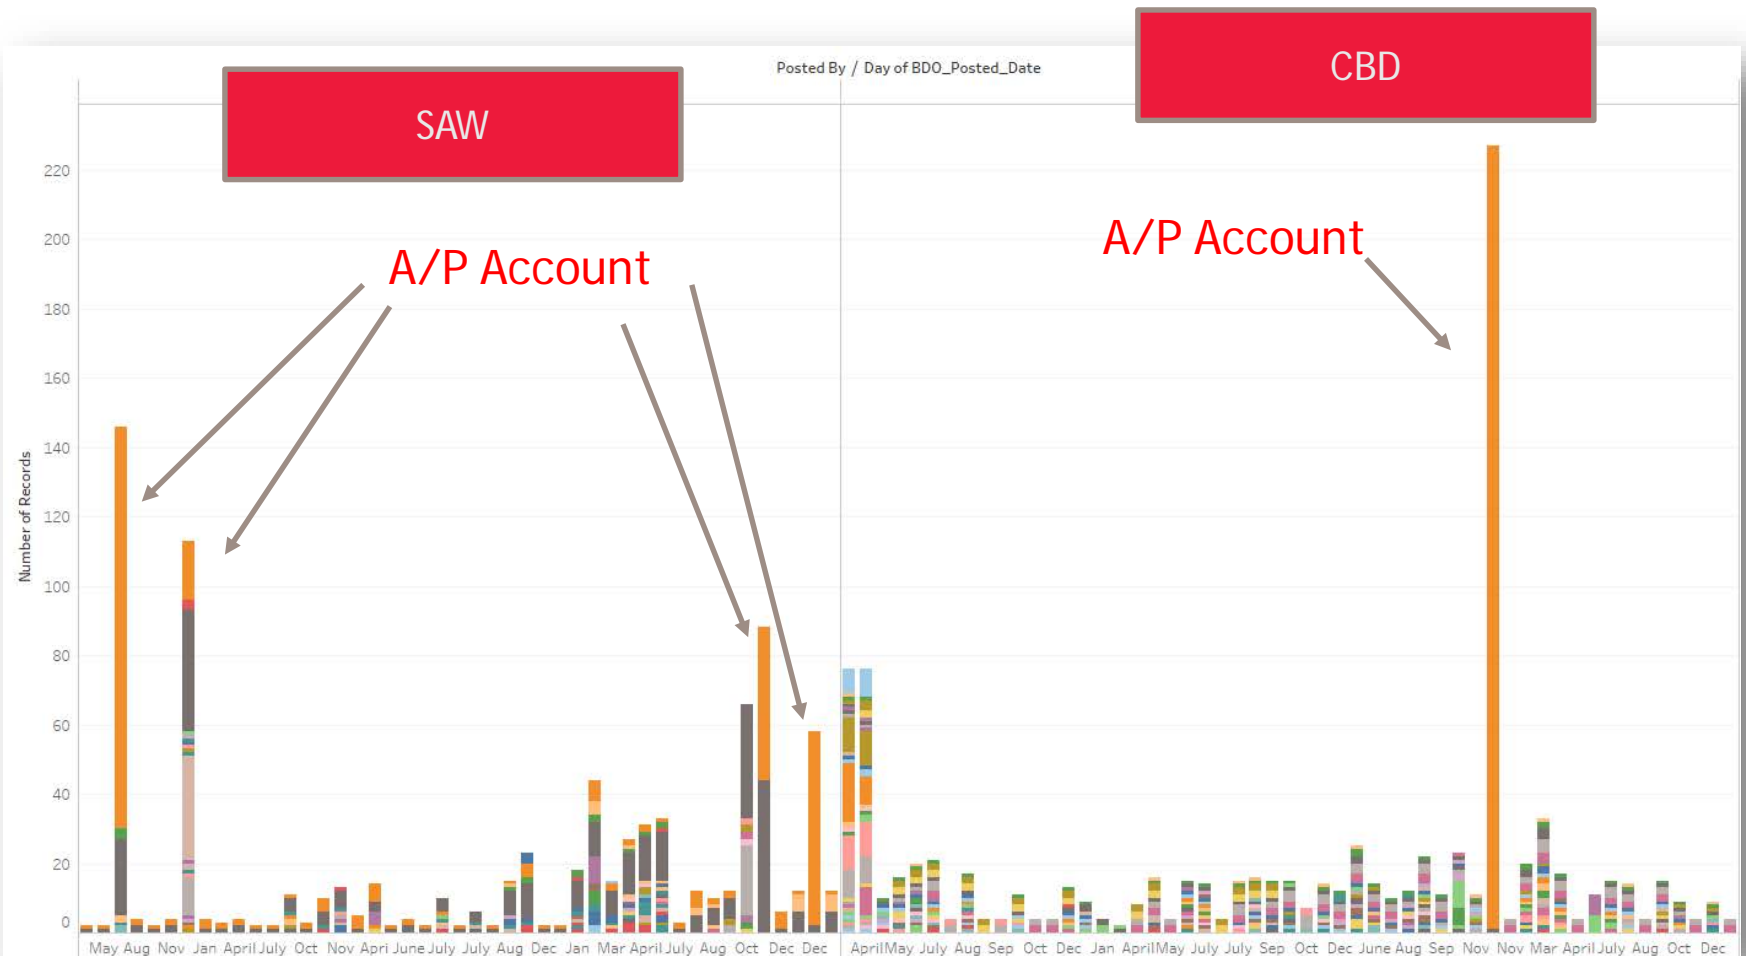 Posted By / Day of BDO_Posted_Date
SAW
CBD
A/P Account
A/P Account
Number of Records
220
200
180
160
140
120
100
80
60
40
20
0
May Aug Nov Jan April July Oct Nov Apri June July July Aug Dec Jan Mar April July Aug Oct Dec Dec April May July Aug Sep Oct Dec Jan April May July July Sep Oct Dec June Aug Sep Nov Nov Mar April July Aug Oct Dec